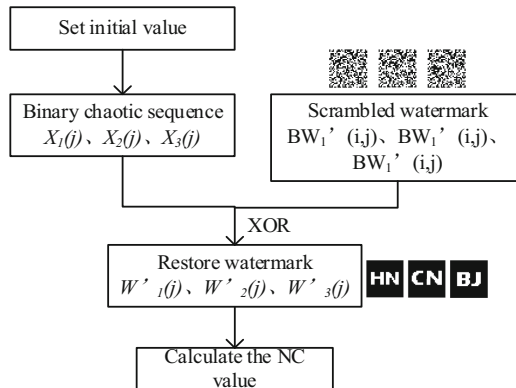 Set initial value
Binary chaotic sequence
X₁(j)、X₂(j)、X₃(j)
Scrambled watermark
BW₁’ (i,j)、BW₁’ (i,j)、
BW₁’ (i,j)
XOR
Restore watermark
W’₁(j)、W’₂(j)、W’₃(j)
HN CN BJ
Calculate the NC
value